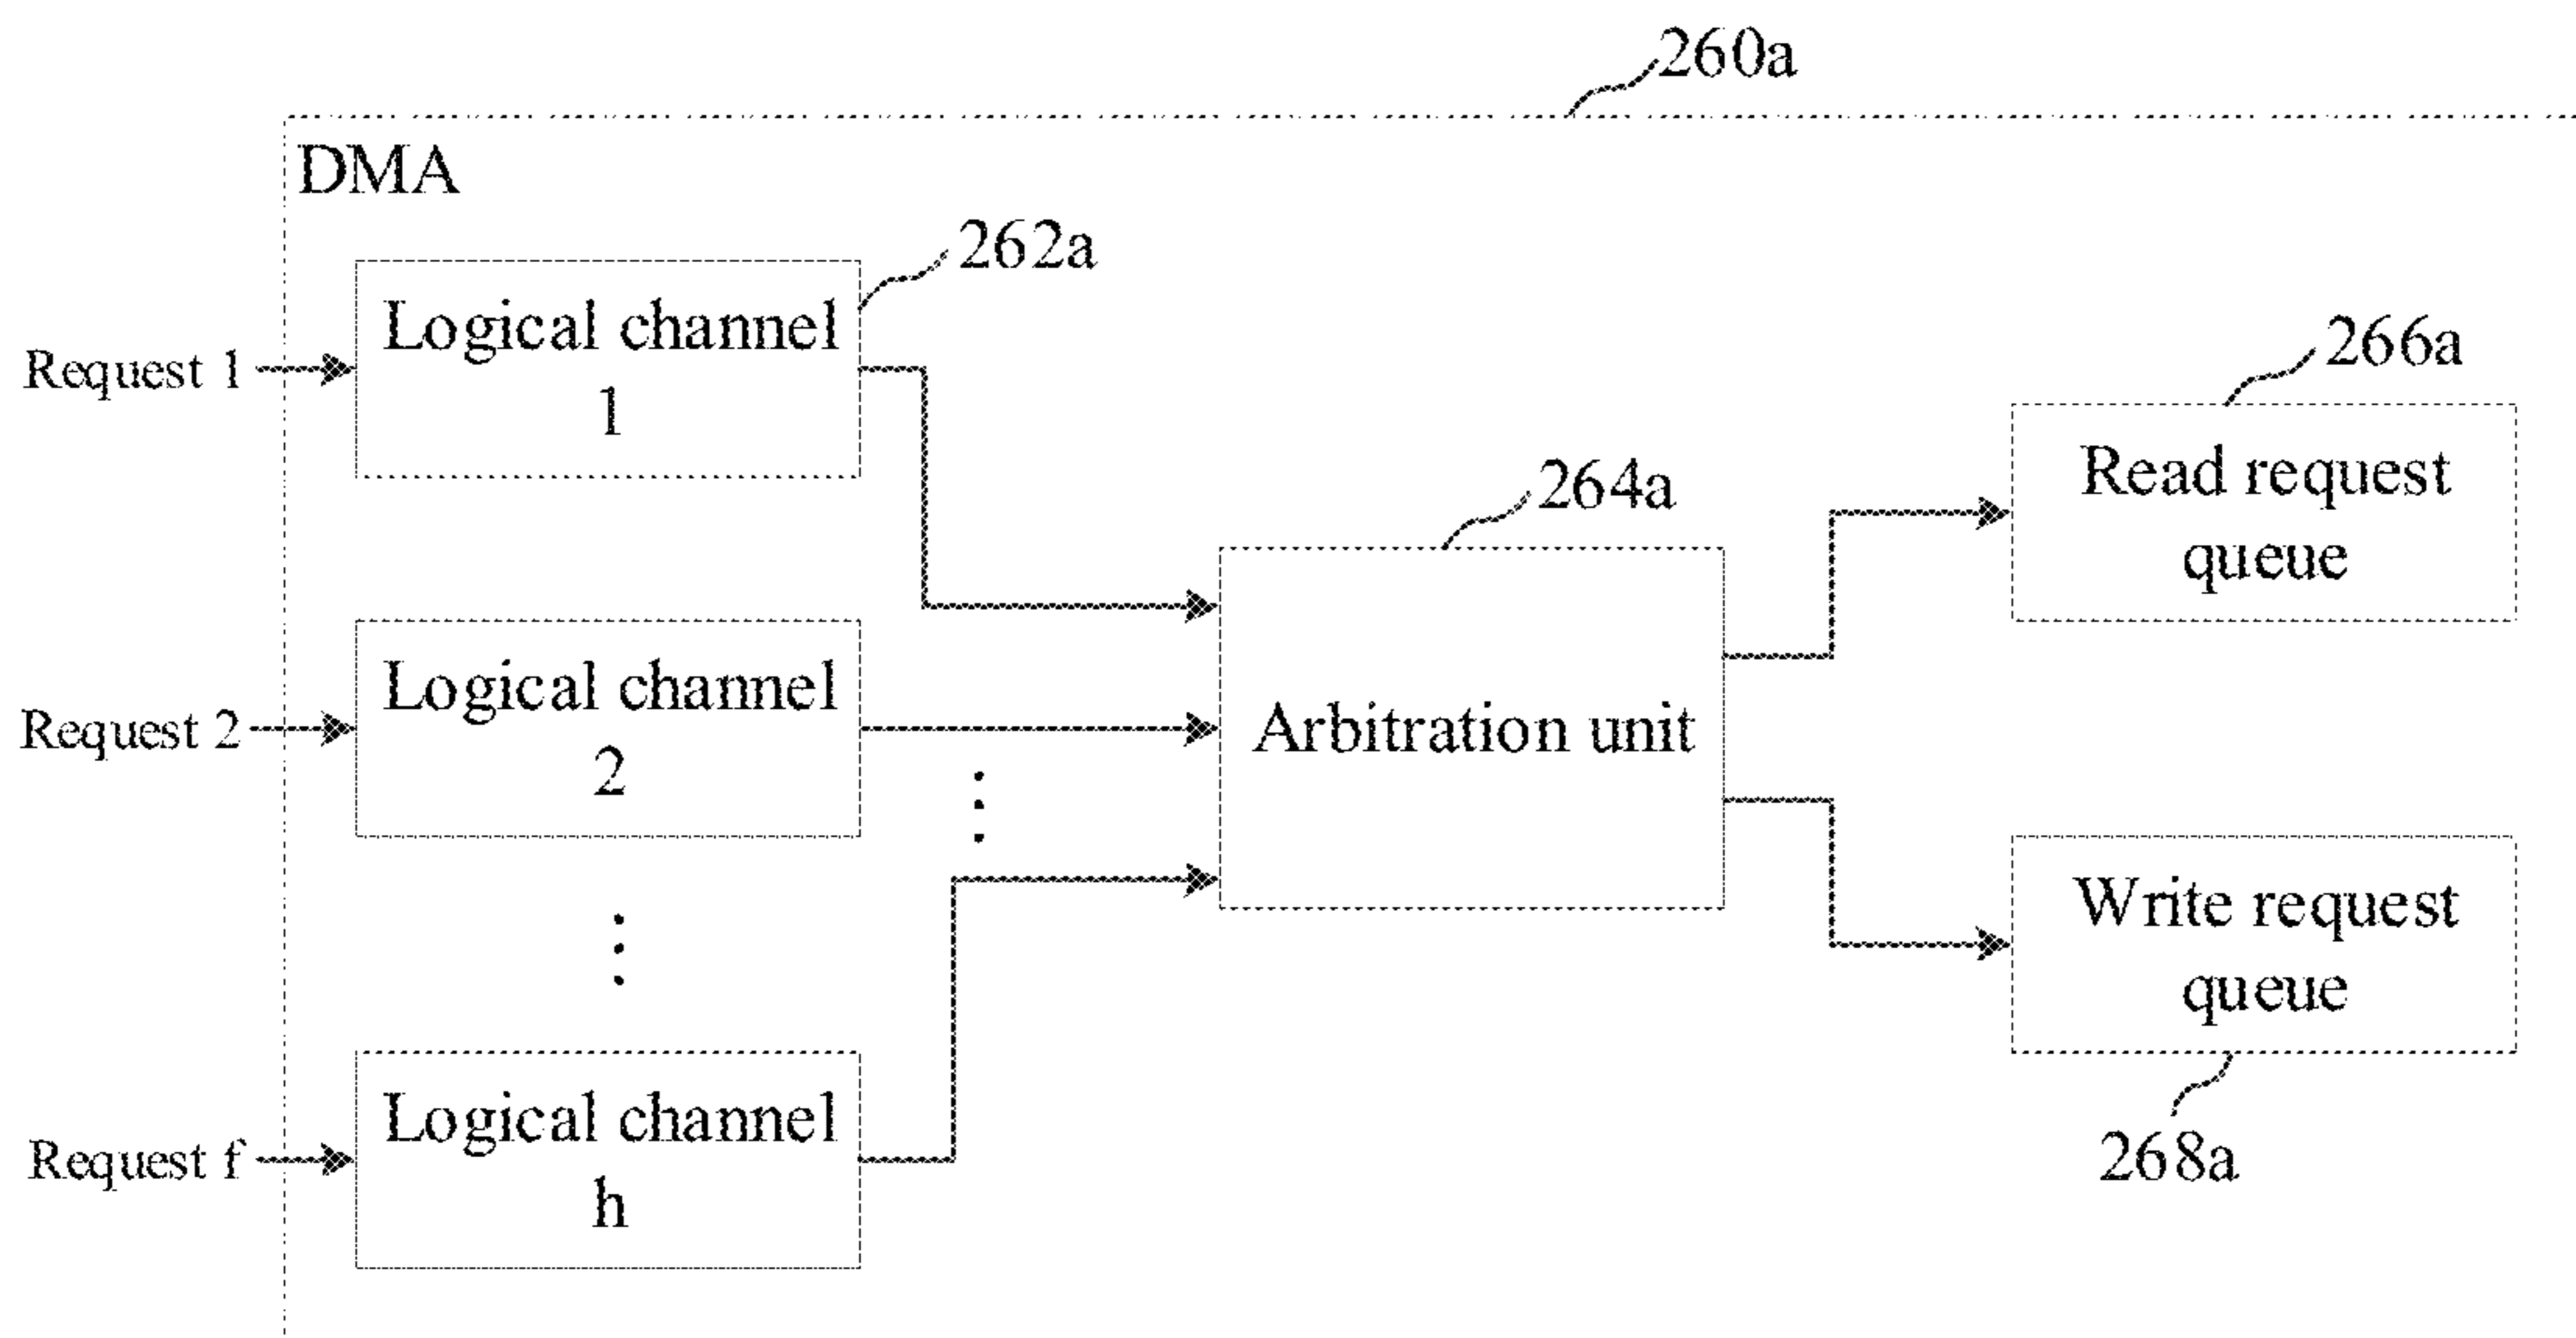 260a
DMA
262a
Logical channel
1
Request 1
266a
Read request
queue
264a
Logical channel
2
Request 2
Arbitration unit
Write request
queue
268a
Logical channel
h
Request f